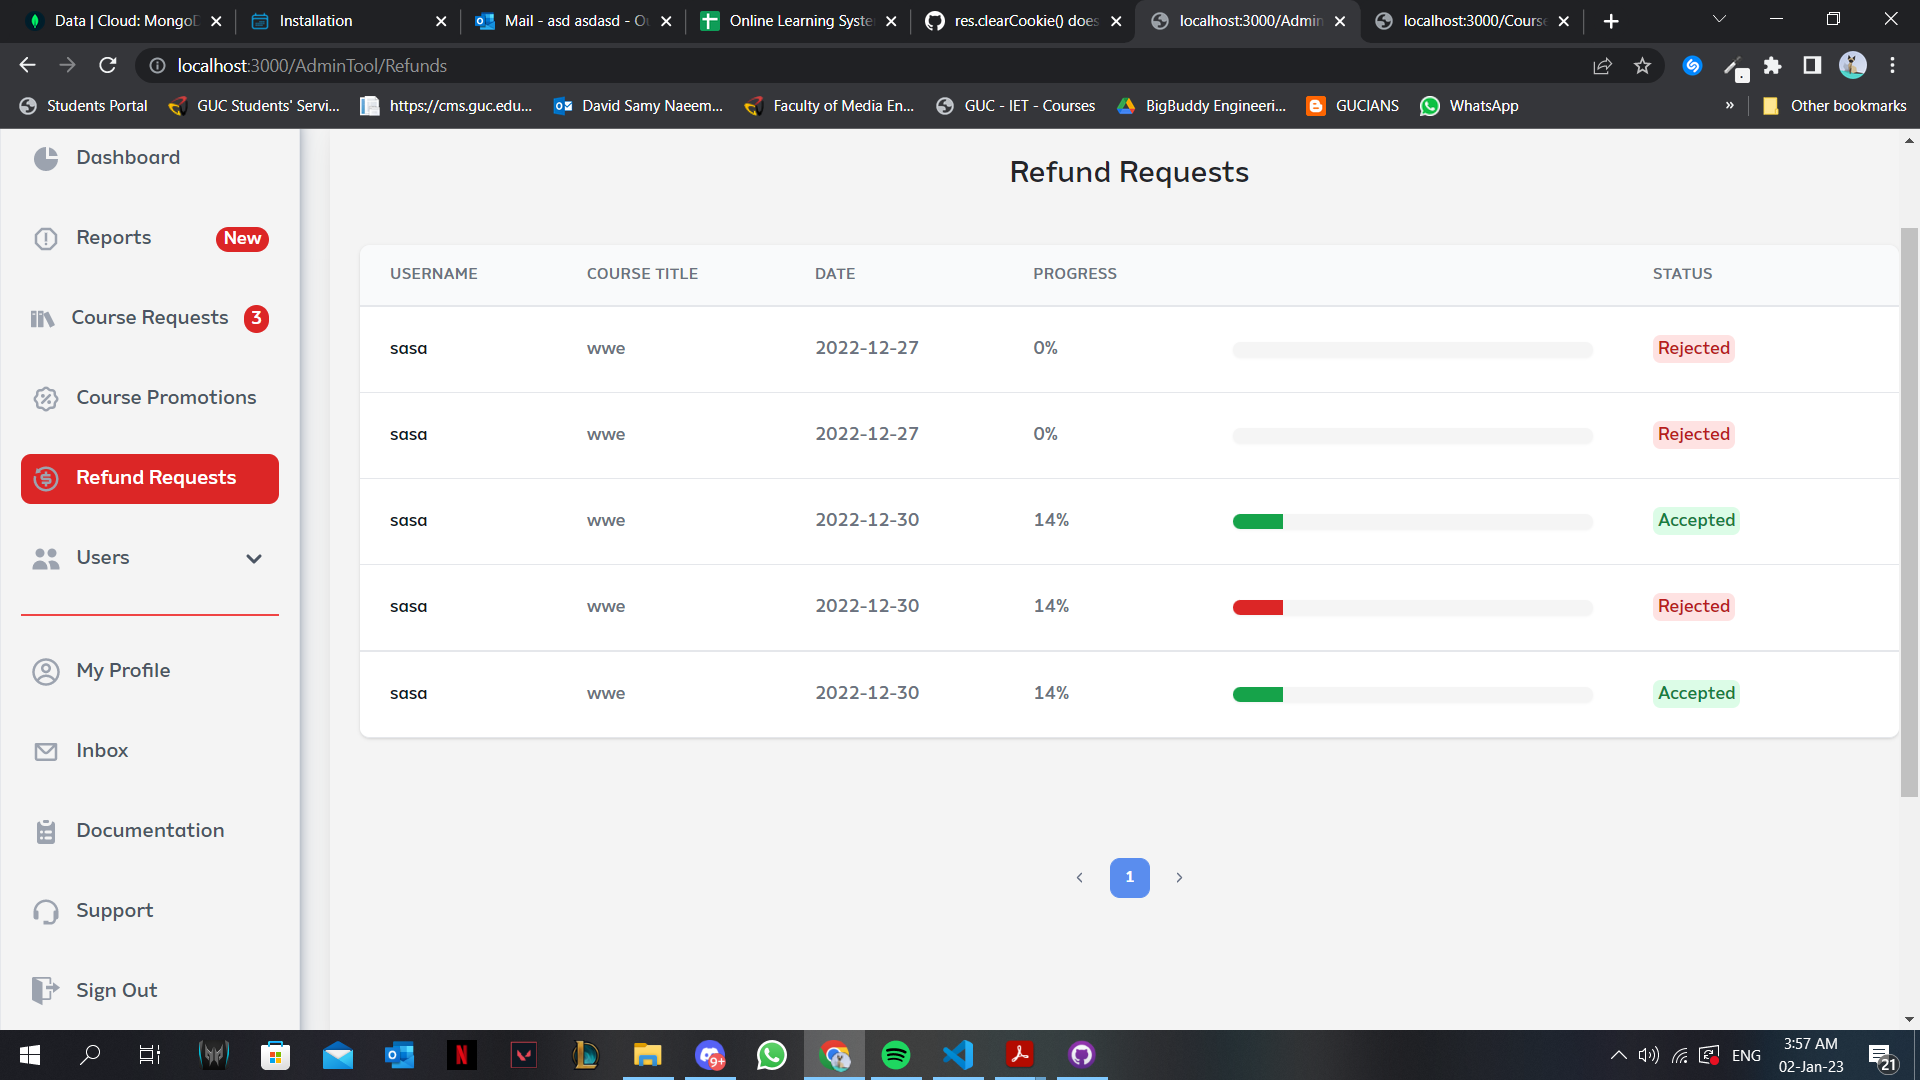 Data | Cloud: MongoD
Installation
Mail - asd asdasd - Ou
Online Learning Syste
res.clearCookie() does
localhost:3000/Admin
localhost:3000/Course
localhost:3000/AdminTool/Refunds
Students Portal
GUC Students' Servi...
https://cms.guc.edu...
David Samy Naeem...
Faculty of Media En...
GUC - IET - Courses
BigBuddy Engineeri...
GUCIANS
WhatsApp
»
Other bookmarks
Dashboard
Reports New
Course Requests 3
Course Promotions
Refund Requests
Users
My Profile
Inbox
Documentation
Support
Sign Out
Refund Requests
USERNAME COURSE TITLE DATE PROGRESS STATUS
sasa wwe 2022-12-27 0% Rejected
sasa wwe 2022-12-27 0% Rejected
sasa wwe 2022-12-30 14% Accepted
sasa wwe 2022-12-30 14% Rejected
sasa wwe 2022-12-30 14% Accepted
‹ 1 ›
9+
ENG
3:57 AM
02-Jan-23
21